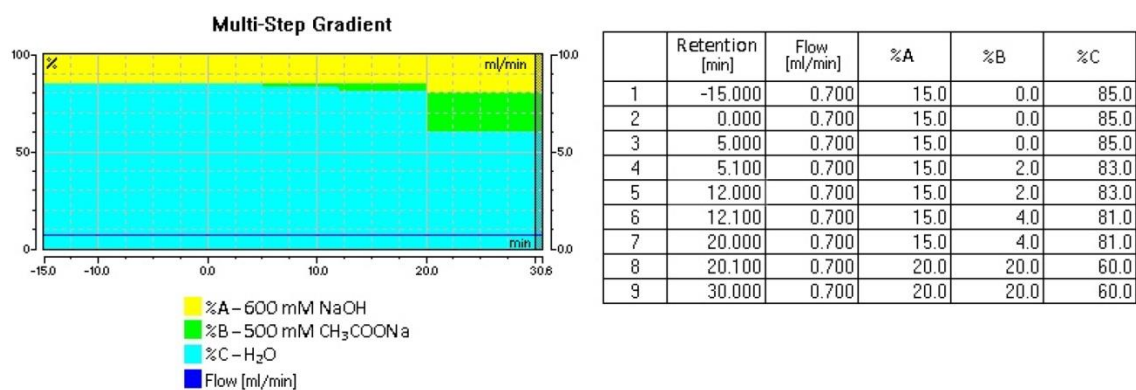 Multi-Step Gradient
100
%
ml/min
10.0
50
5.0
0
min
0.0
-15.0 -10.0 0.0 10.0 20.0 30.6
%A – 600 mM NaOH
%B – 500 mM CH₃COONa
%C – H₂O
Flow [ml/min]
Retention [min] Flow [ml/min] %A %B %C
1 -15.000 0.700 15.0 0.0 85.0
2 0.000 0.700 15.0 0.0 85.0
3 5.000 0.700 15.0 0.0 85.0
4 5.100 0.700 15.0 2.0 83.0
5 12.000 0.700 15.0 2.0 83.0
6 12.100 0.700 15.0 4.0 81.0
7 20.000 0.700 15.0 4.0 81.0
8 20.100 0.700 20.0 20.0 60.0
9 30.000 0.700 20.0 20.0 60.0